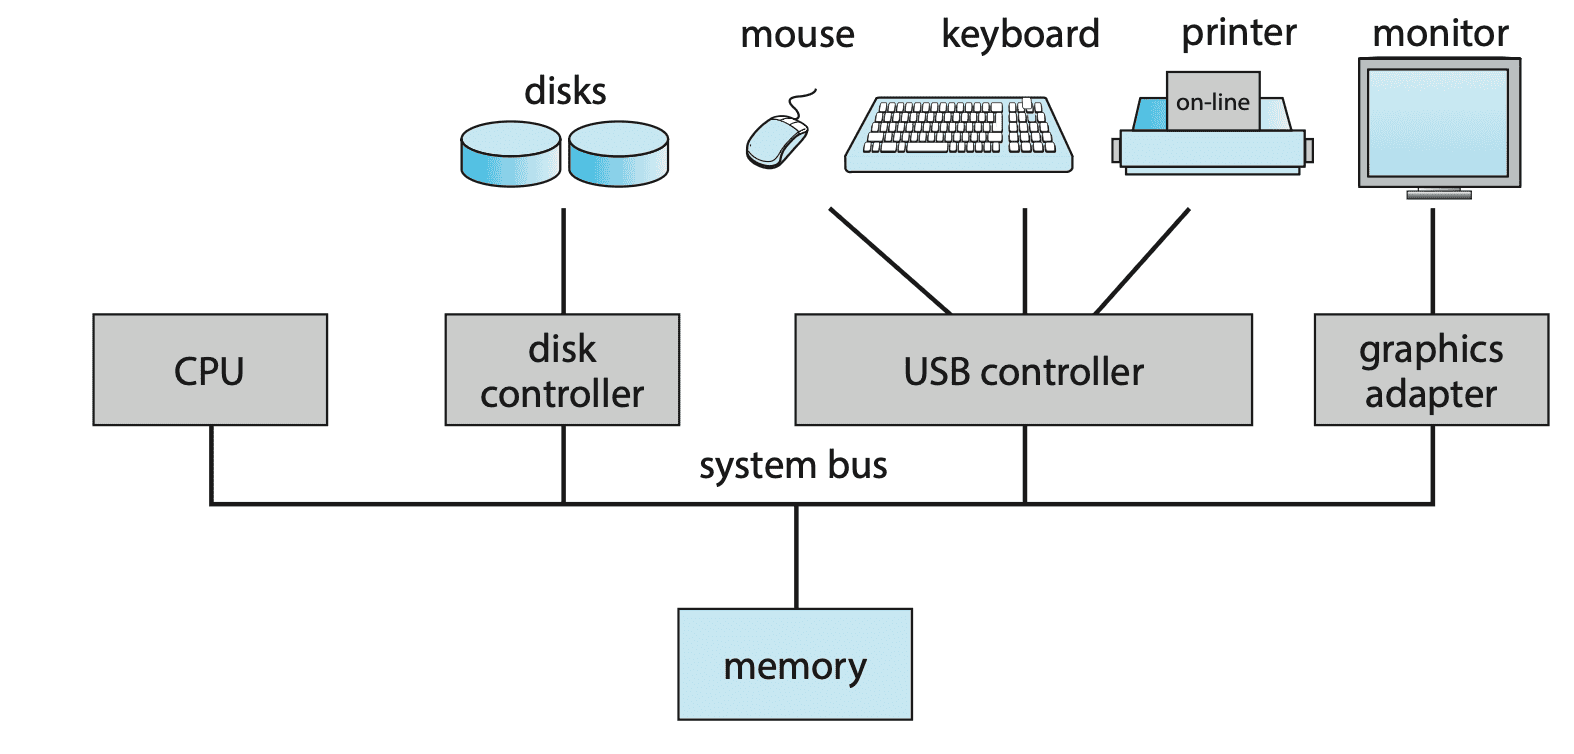 mouse
keyboard
printer
monitor
disks
on-line
CPU
disk
controller
USB controller
graphics
adapter
system bus
memory